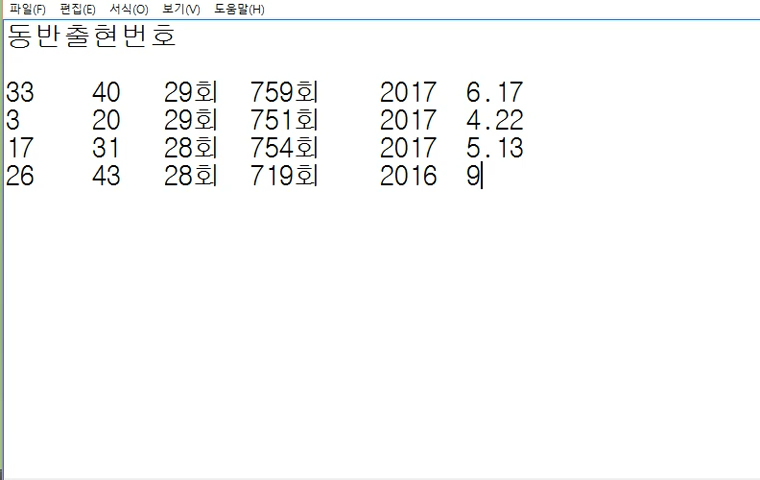 파일(F) 편집(E) 서식(O) 보기(V) 도움말(H)
동반출현번호
33 40 29회 759회 2017 6.17
3 20 29회 751회 2017 4.22
17 31 28회 754회 2017 5.13
26 43 28회 719회 2016 9